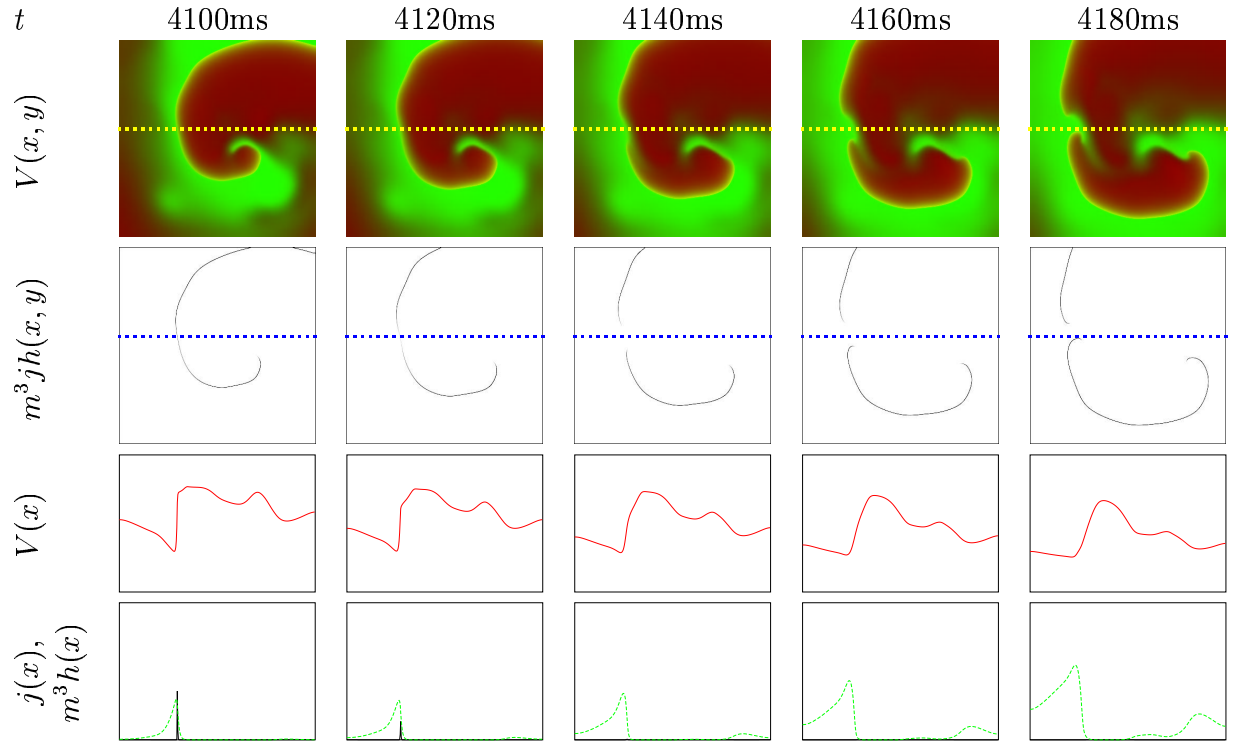 t 4100ms 4120ms 4140ms 4160ms 4180ms
V(x, y)
m³jh(x, y)
V(x)
j(x),
m³h(x)